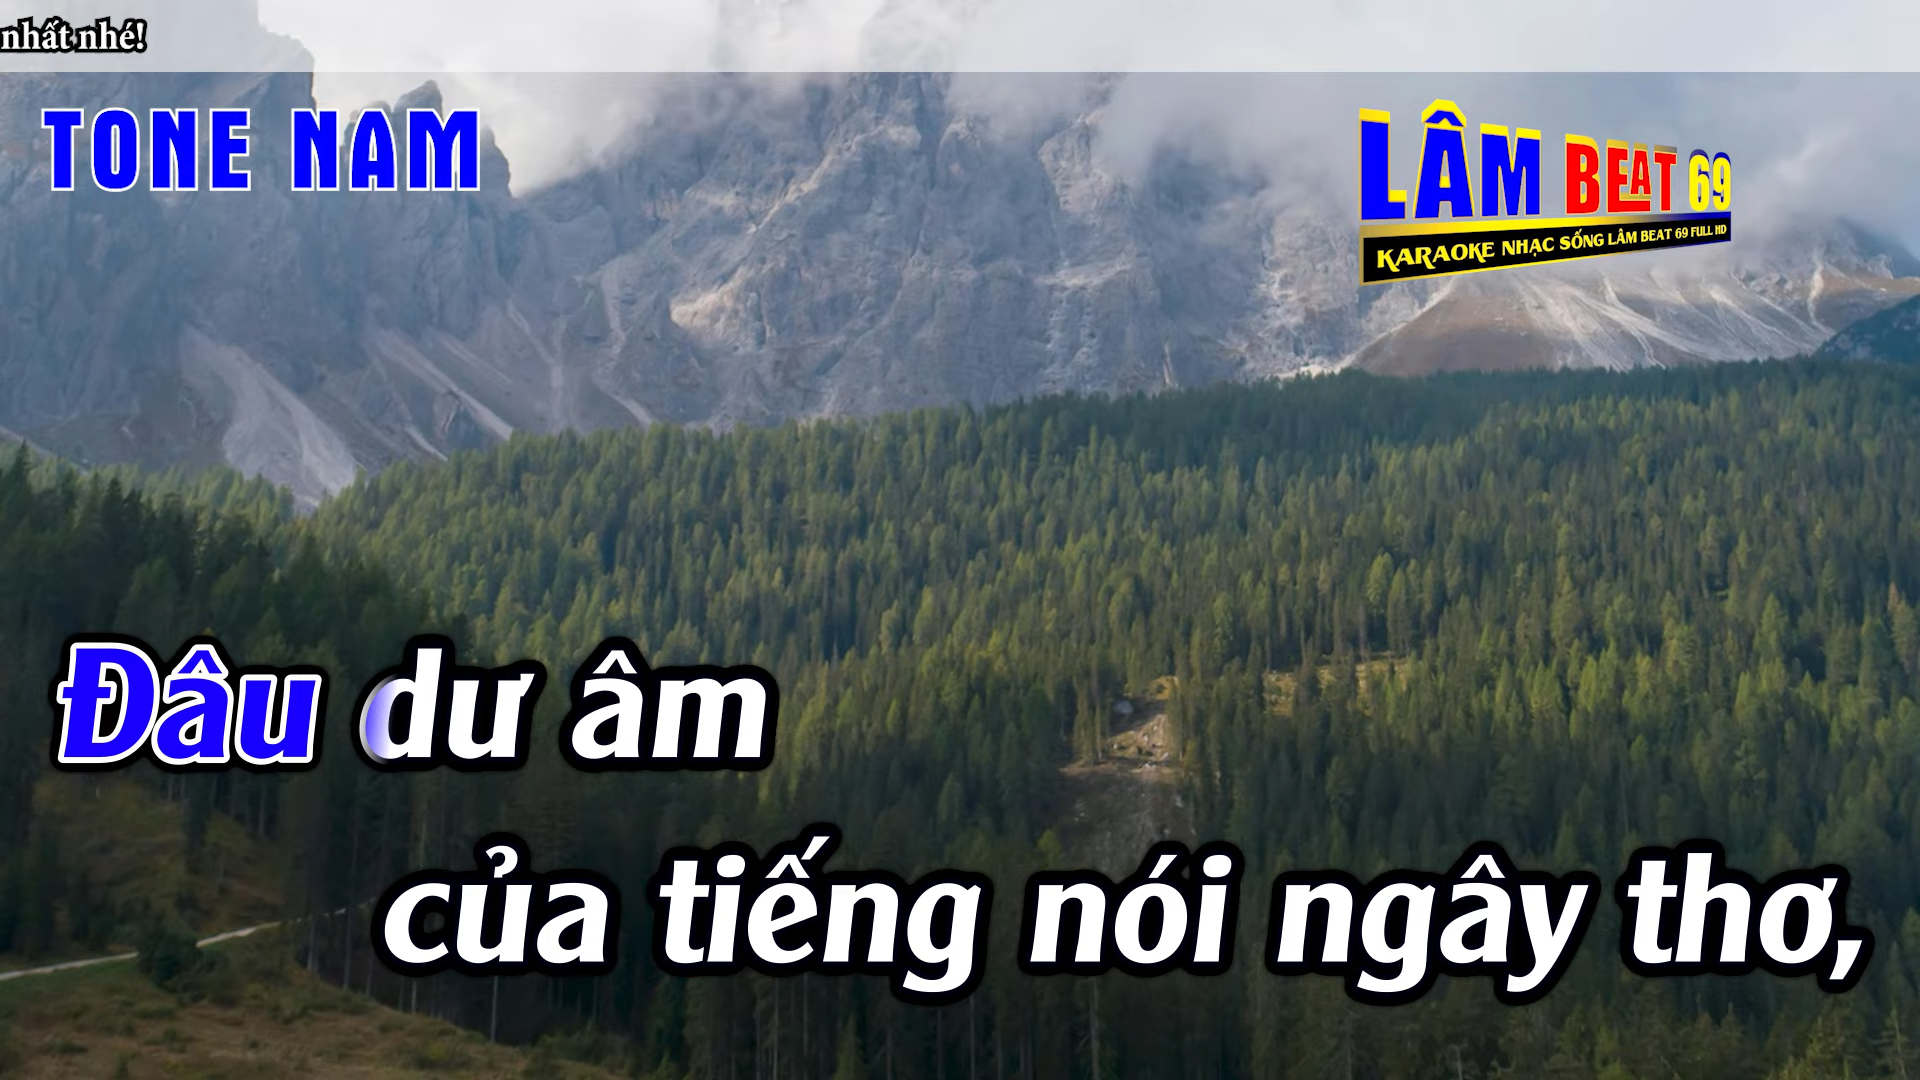 nhất nhé!
TONE NAM
LÂM BEAT 69
KARAOKE NHẠC SỐNG LÂM BEAT 69 FULL HD
Đâu dư âm
của tiếng nói ngây thơ,